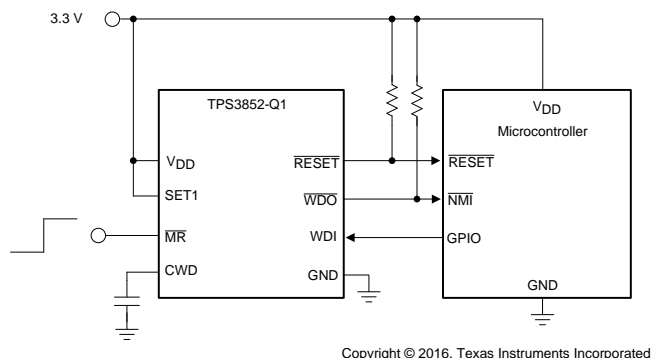 3.3 V
TPS3852-Q1
VDD
SET1
MR
CWD
RESET
WDO
WDI
GND
VDD
Microcontroller
RESET
NMI
GPIO
GND
Copyright © 2016, Texas Instruments Incorporated